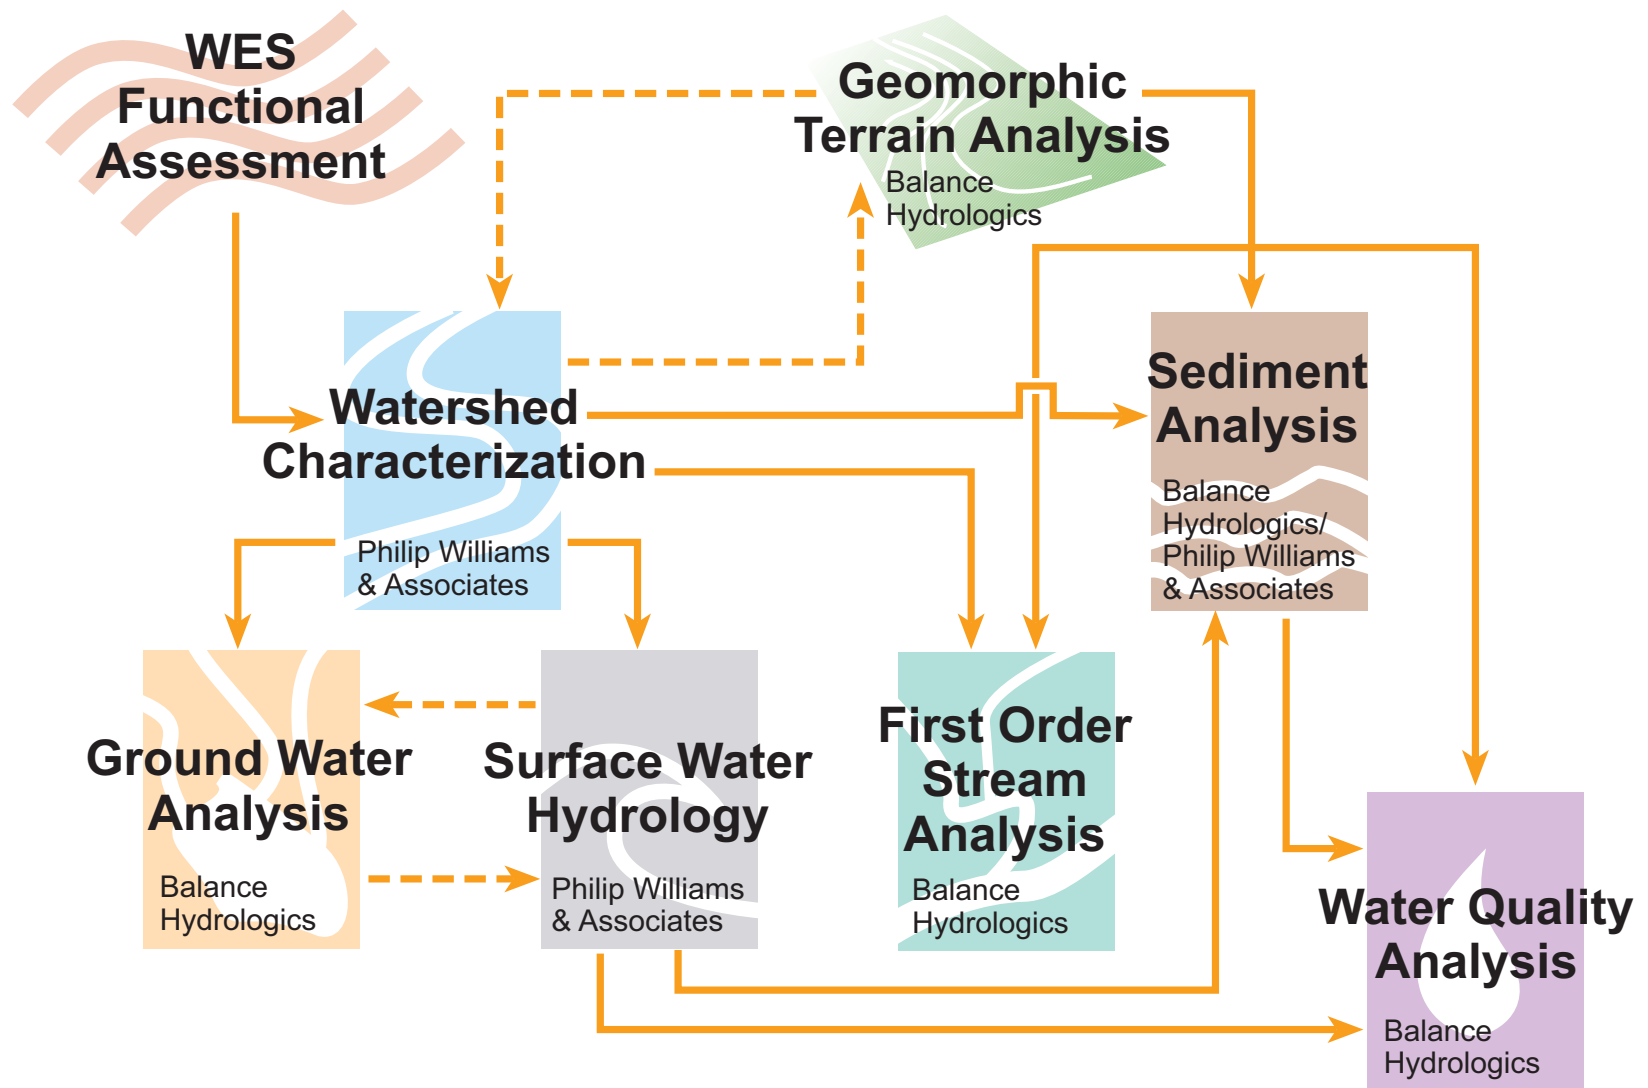 WES
Functional
Assessment
Geomorphic
Terrain Analysis
Balance
Hydrologics
Watershed
Characterization
Philip Williams
& Associates
Sediment
Analysis
Balance
Hydrologics/
Philip Williams
& Associates
Ground Water
Analysis
Balance
Hydrologics
Surface Water
Hydrology
Philip Williams
& Associates
First Order
Stream
Analysis
Balance
Hydrologics
Water Quality
Analysis
Balance
Hydrologics